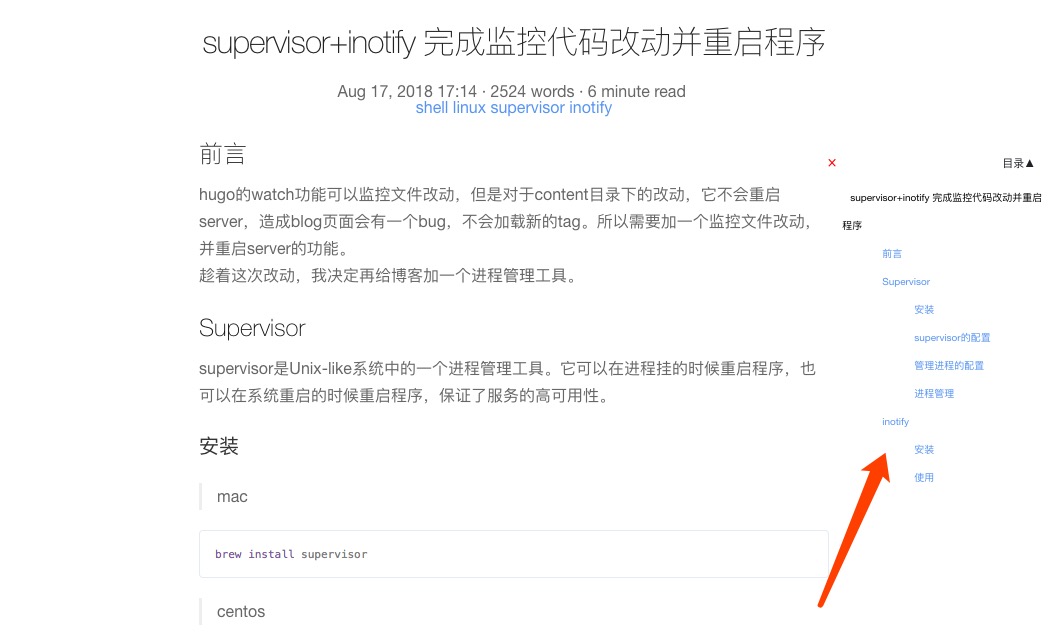 supervisor+inotify 完成监控代码改动并重启程序
Aug 17, 2018 17:14 · 2524 words · 6 minute read
shell linux supervisor inotify
前言
hugo的watch功能可以监控文件改动，但是对于content目录下的改动，它不会重启
server，造成blog页面会有一个bug，不会加载新的tag。所以需要加一个监控文件改动，
并重启server的功能。
趁着这次改动，我决定再给博客加一个进程管理工具。
Supervisor
supervisor是Unix-like系统中的一个进程管理工具。它可以在进程挂的时候重启程序，也
可以在系统重启的时候重启程序，保证了服务的高可用性。
安装
mac
brew install supervisor
centos
× 目录▲
supervisor+inotify 完成监控代码改动并重启
程序
前言
Supervisor
安装
supervisor的配置
管理进程的配置
进程管理
inotify
安装
使用